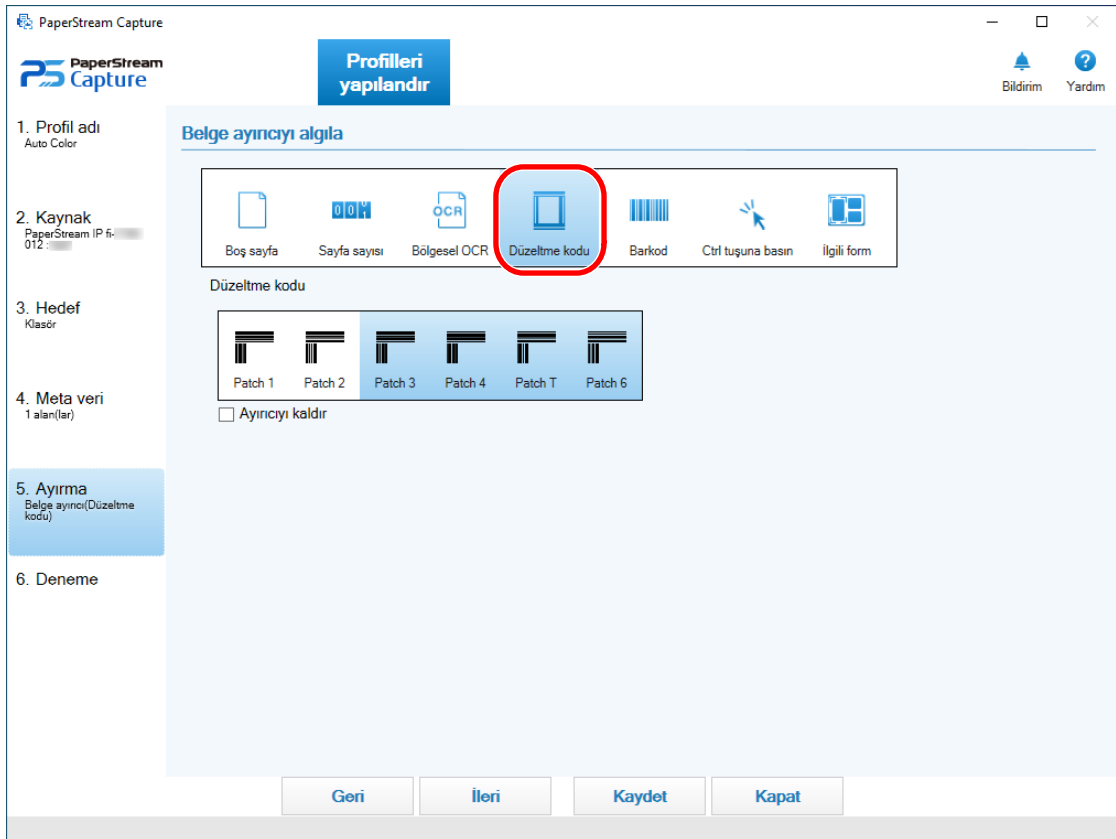 PaperStream Capture
PaperStream
Capture
Profilleri
yapılandır
Bildirim
Yardım
1. Profil adı
Auto Color
2. Kaynak
PaperStream IP fi-
012 :
3. Hedef
Klasör
4. Meta veri
1 alan(lar)
5. Ayırma
Belge ayırıcı(Düzeltme
kodu)
6. Deneme
Belge ayırıcıyı algıla
Boş sayfa
Sayfa sayısı
OCR
Bölgesel OCR
Düzeltme kodu
Barkod
Ctrl tuşuna basın
İlgili form
Düzeltme kodu
Patch 1
Patch 2
Patch 3
Patch 4
Patch T
Patch 6
Ayırıcıyı kaldır
Geri
İleri
Kaydet
Kapat